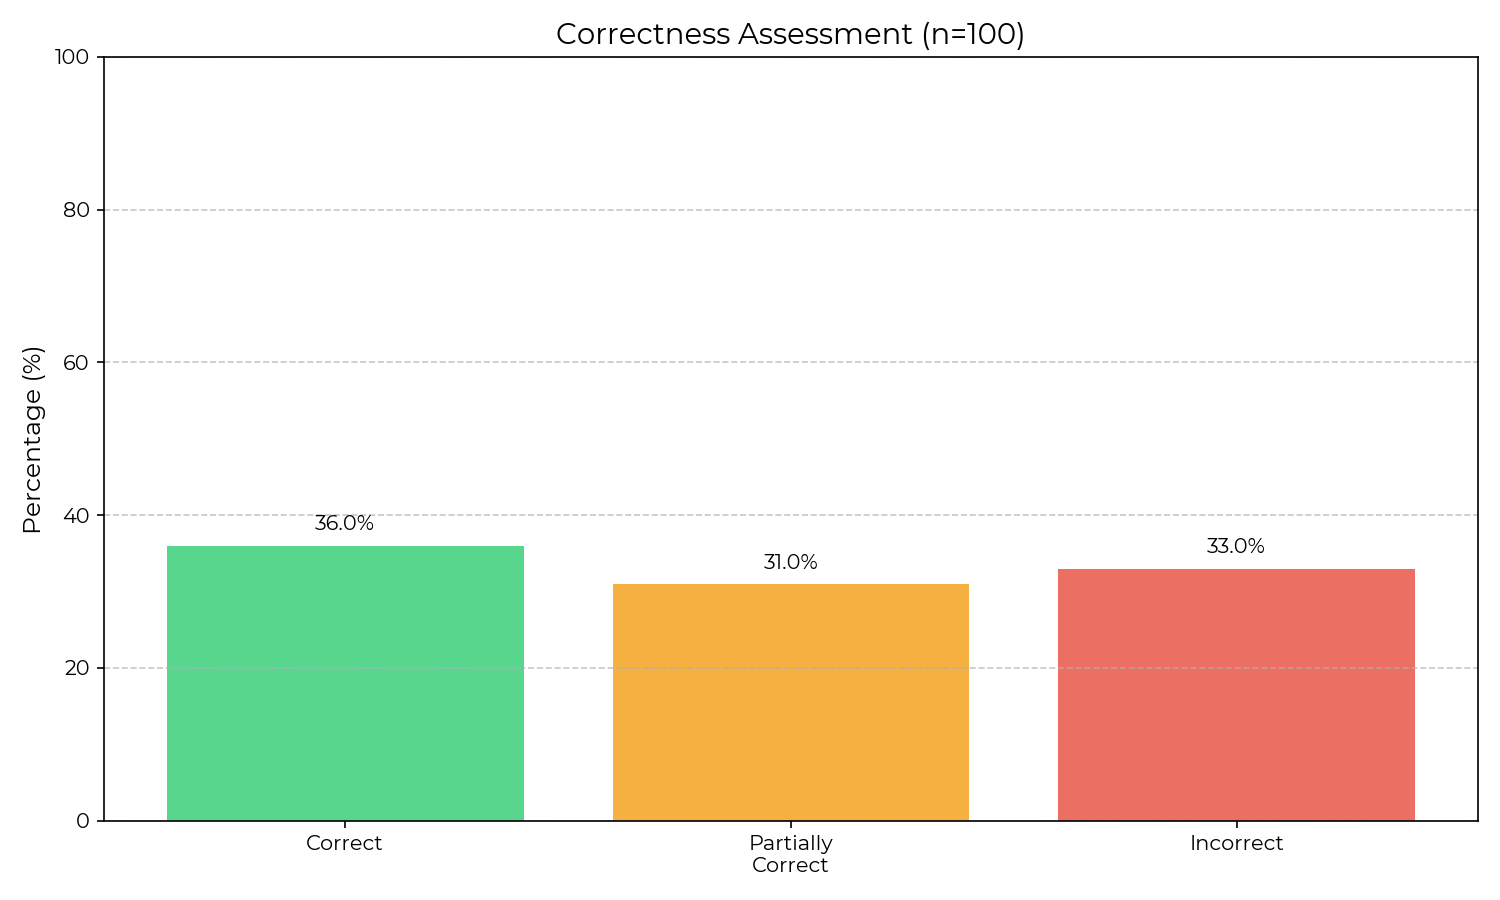 Correctness Assessment (n=100)
Percentage (%)
100
80
60
40
20
0
36.0%
31.0%
33.0%
Correct
Partially
Correct
Incorrect